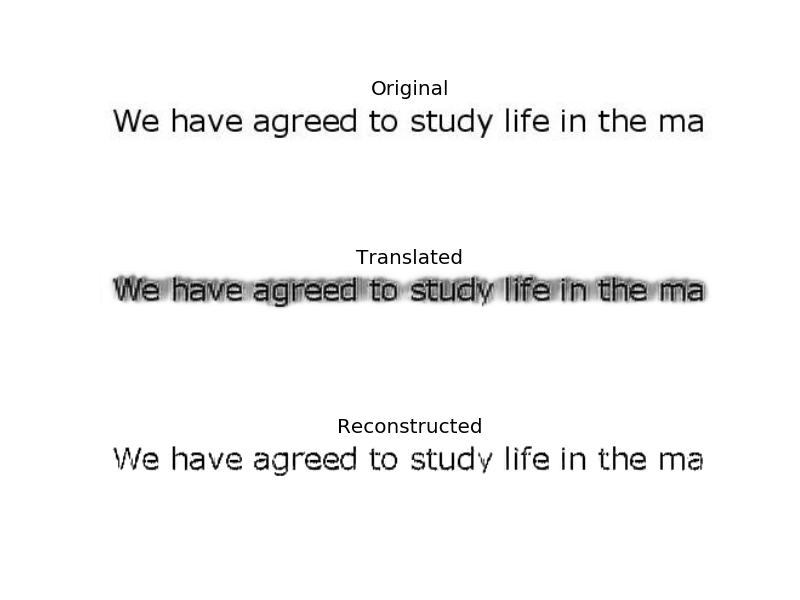 Original
We have agreed to study life in the ma
Translated
We have agreed to study life in the ma
Reconstructed
We have agreed to study life in the ma